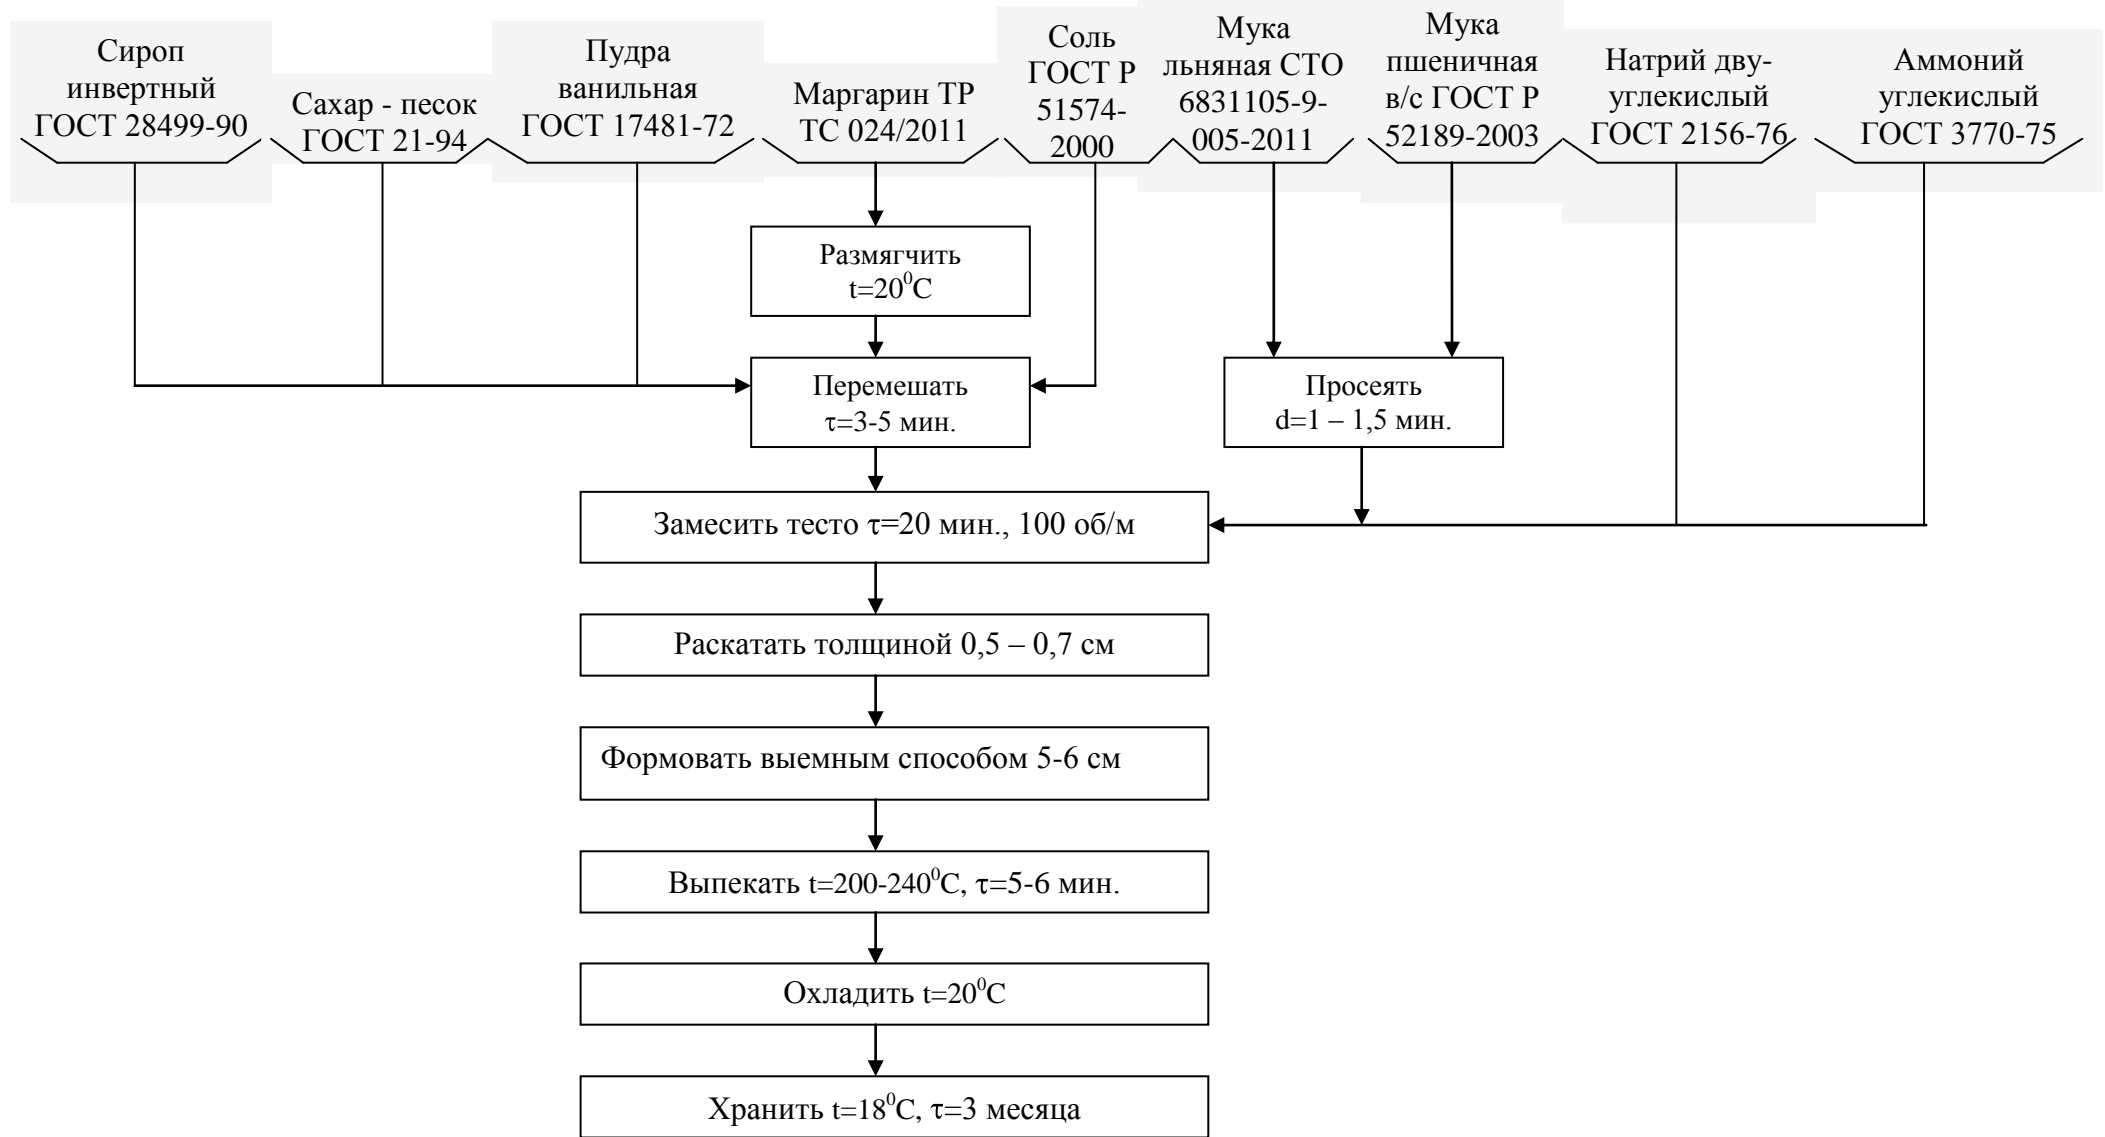 Сироп
инвертный
ГОСТ 28499-90
Сахар - песок
ГОСТ 21-94
Пудра
ванильная
ГОСТ 17481-72
Маргарин ТР
ТС 024/2011
Соль
ГОСТ Р
51574-
2000
Мука
льняная СТО
6831105-9-
005-2011
Мука
пшеничная
в/с ГОСТ Р
52189-2003
Натрий дву-
углекислый
ГОСТ 2156-76
Аммоний
углекислый
ГОСТ 3770-75
Размягчить
t=20⁰С
Перемешать
τ=3-5 мин.
Просеять
d=1 – 1,5 мин.
Замесить тесто τ=20 мин., 100 об/м
Раскатать толщиной 0,5 – 0,7 см
Формовать выемным способом 5-6 см
Выпекать t=200-240⁰С, τ=5-6 мин.
Охладить t=20⁰С
Хранить t=18⁰С, τ=3 месяца